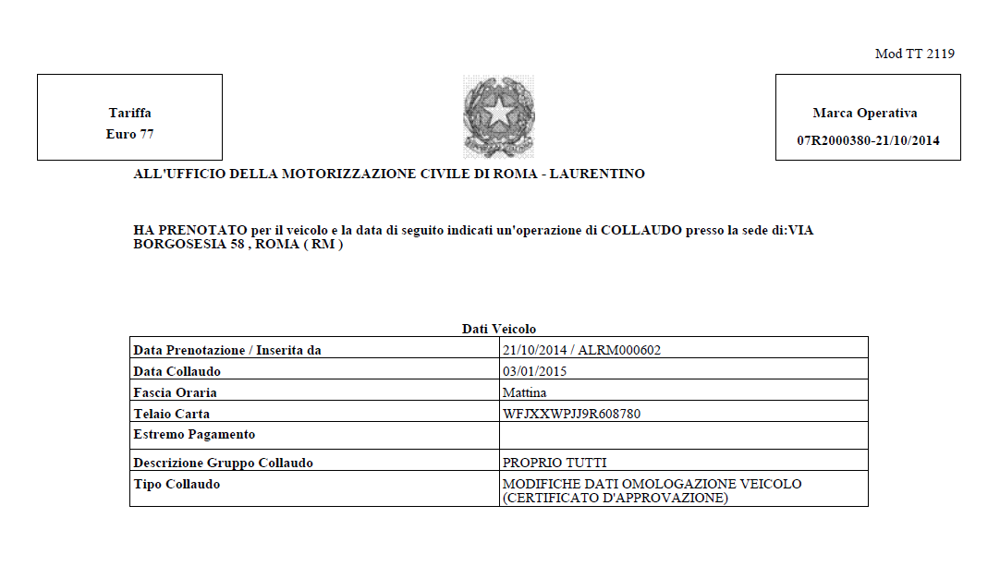 Mod TT 2119
Tariffa
Euro 77
Marca Operativa
07R2000380-21/10/2014
ALL'UFFICIO DELLA MOTORIZZAZIONE CIVILE DI ROMA - LAURENTINO
HA PRENOTATO per il veicolo e la data di seguito indicati un'operazione di COLLAUDO presso la sede di:VIA
BORGOSESIA 58 , ROMA ( RM )
Dati Veicolo
Data Prenotazione / Inserita da 21/10/2014 / ALRM000602
Data Collaudo 03/01/2015
Fascia Oraria Mattina
Telaio Carta WFJXXWPJJ9R608780
Estremo Pagamento
Descrizione Gruppo Collaudo PROPRIO TUTTI
Tipo Collaudo MODIFICHE DATI OMOLOGAZIONE VEICOLO
(CERTIFICATO D'APPROVAZIONE)